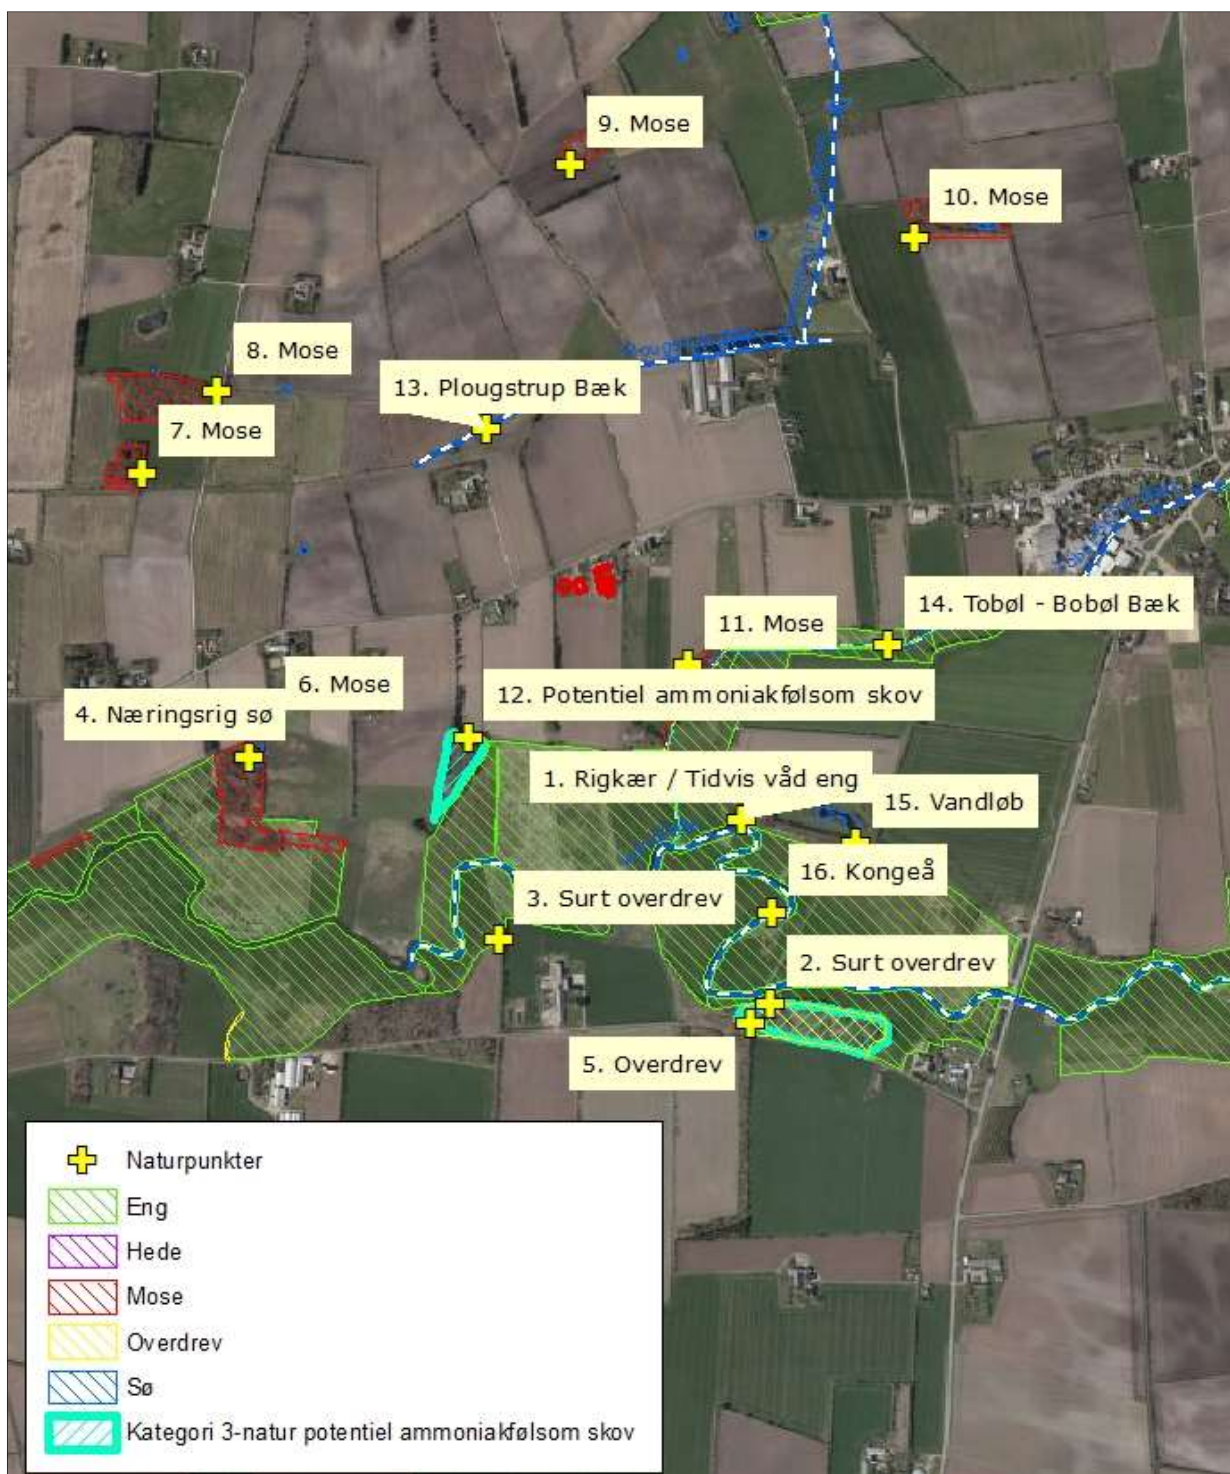 9. Mose
10. Mose
8. Mose
13. Plougstrup Bæk
7. Mose
14. Tobøl - Bobøl Bæk
11. Mose
6. Mose
12. Potentiel ammoniakfølsom skov
4. Næringsrig sø
1. Rigkær / Tidvis våd eng
15. Vandløb
16. Kongeå
3. Surt overdrev
2. Surt overdrev
5. Overdrev
Naturpunkter
Eng
Hede
Mose
Overdrev
Sø
Kategori 3-natur potentiel ammoniakfølsom skov